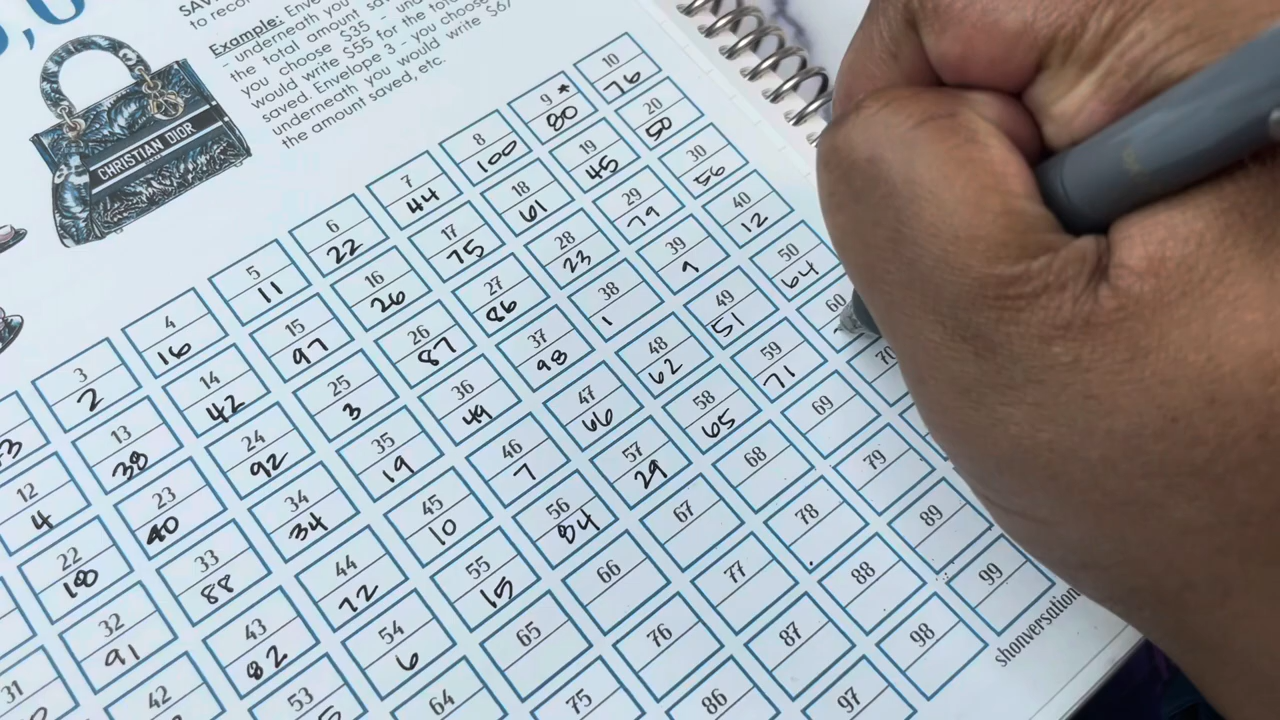 to recor
Example: Enve
- underneath you
the total amount sa
you choose $35 - und
would write $55 for the total
saved. Envelope 3 - you choose
underneath you would write $6
the amount saved, etc.
CHRISTIAN DIOR
3 4 5 6 7 8 9 * 10
2 16 11 22 44 100 80 76
12 13 14 15 16 17 18 19 20
4 38 42 97 26 75 61 45 50
22 23 24 25 26 27 28 29 30
92 3 87 86 23 79 56
31 32 33 34 35 36 37 38 39 40
91 88 34 19 49 98 1 9 12
42 43 44 45 46 47 48 49 50
82 72 10 7 66 62 51 64
53 54 55 56 57 58 59 60
6 15 84 29 65 71
64 65 66 67 68 69 70
75 76 77 78 79
86 87 88 89
97 98 99
shonversation